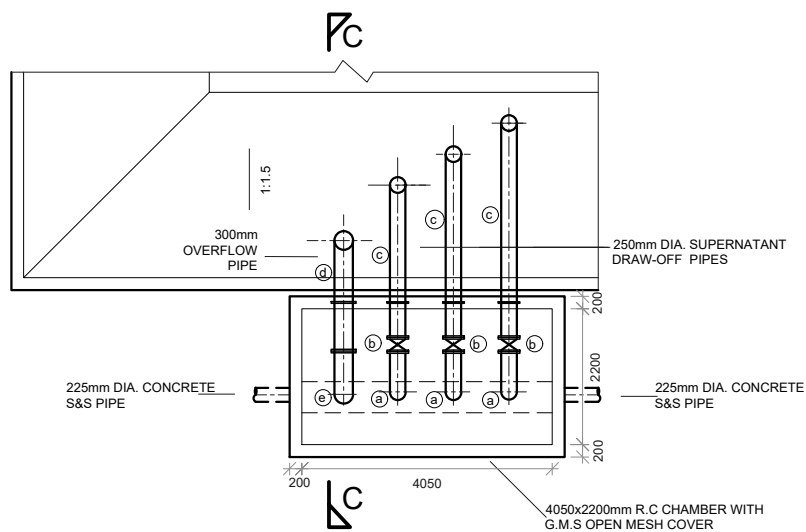 C
1:1.5
300mm
OVERFLOW
PIPE
c
c
c
d
250mm DIA. SUPERNATANT
DRAW-OFF PIPES
200
b
b
b
2200
225mm DIA. CONCRETE
S&S PIPE
e
a
a
a
225mm DIA. CONCRETE
S&S PIPE
200
200
4050
C
4050x2200mm R.C CHAMBER WITH
G.M.S OPEN MESH COVER